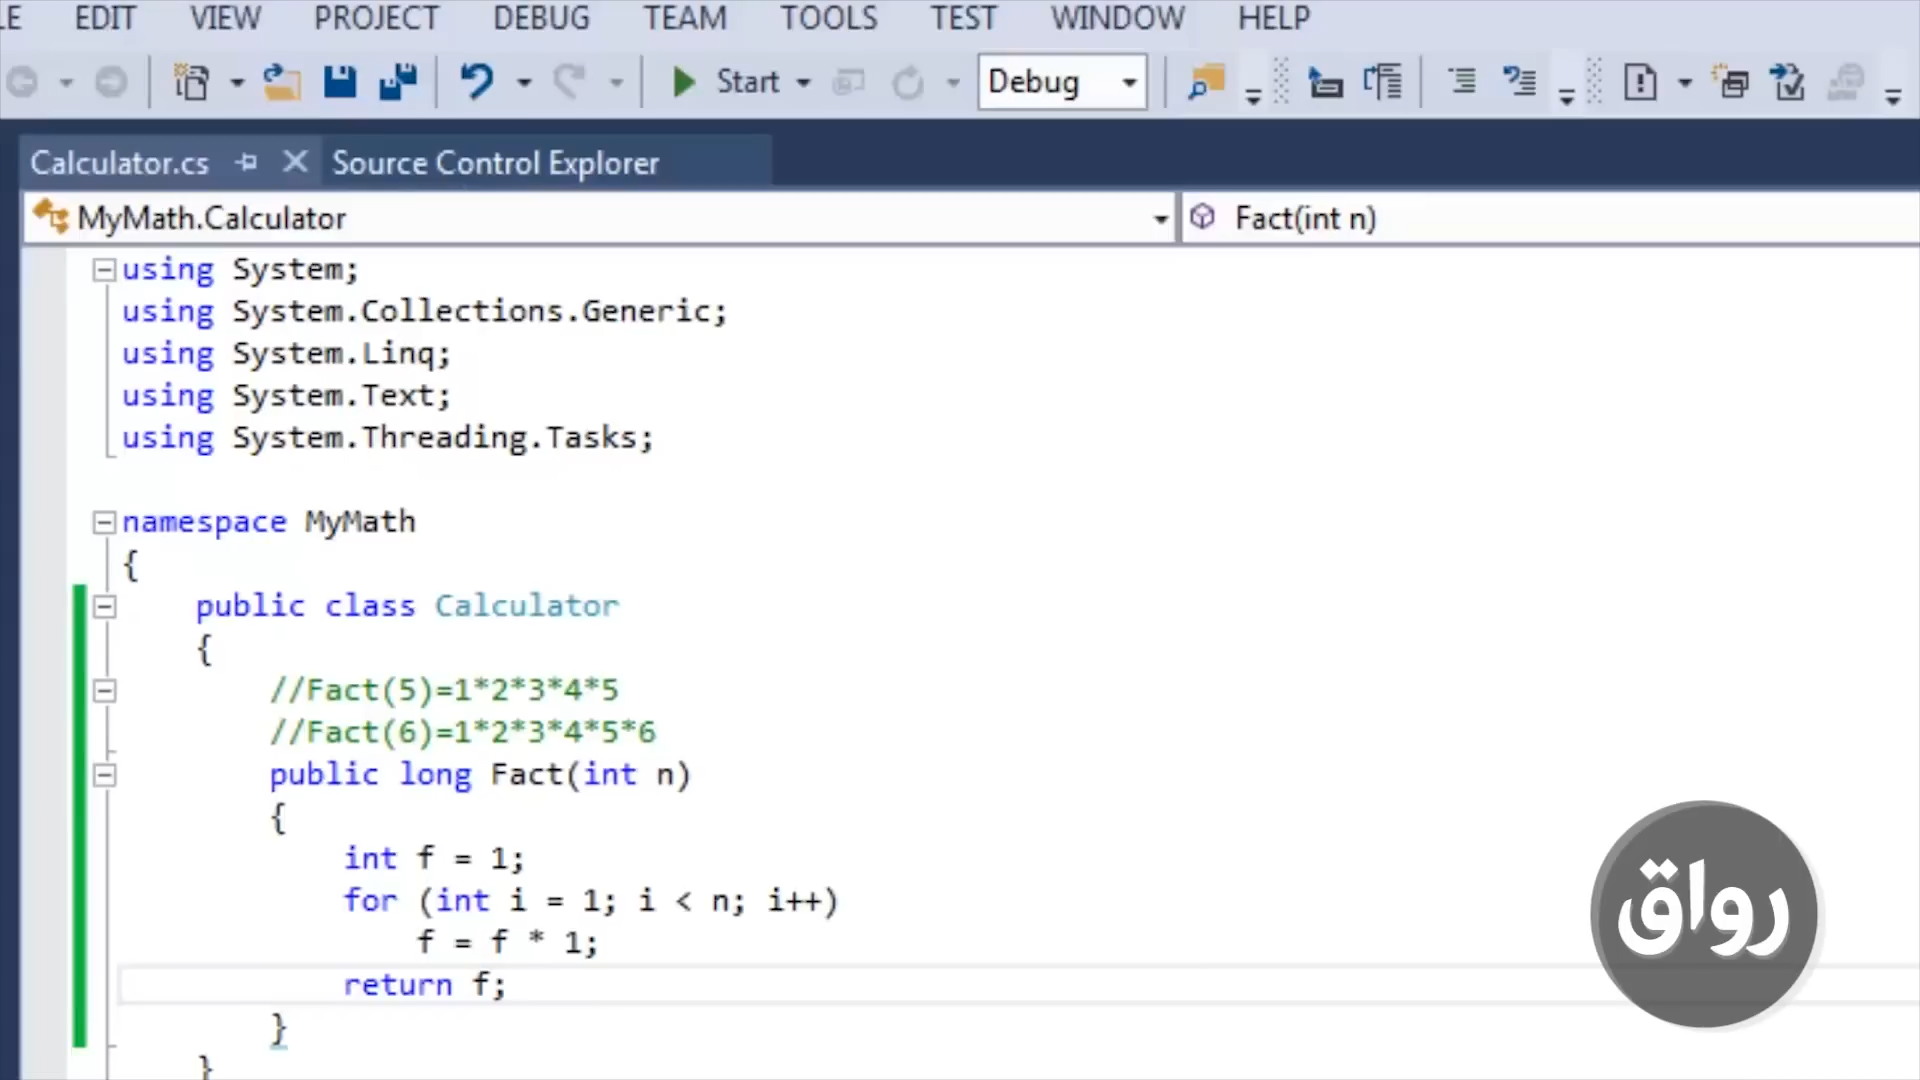 LE EDIT VIEW PROJECT DEBUG TEAM TOOLS TEST WINDOW HELP
Start Debug
Calculator.cs Source Control Explorer
MyMath.Calculator Fact(int n)
using System;
using System.Collections.Generic;
using System.Linq;
using System.Text;
using System.Threading.Tasks;
namespace MyMath
{
public class Calculator
{
//Fact(5)=1*2*3*4*5
//Fact(6)=1*2*3*4*5*6
public long Fact(int n)
{
int f = 1;
for (int i = 1; i < n; i++)
f = f * 1;
return f;
}
}
رواق